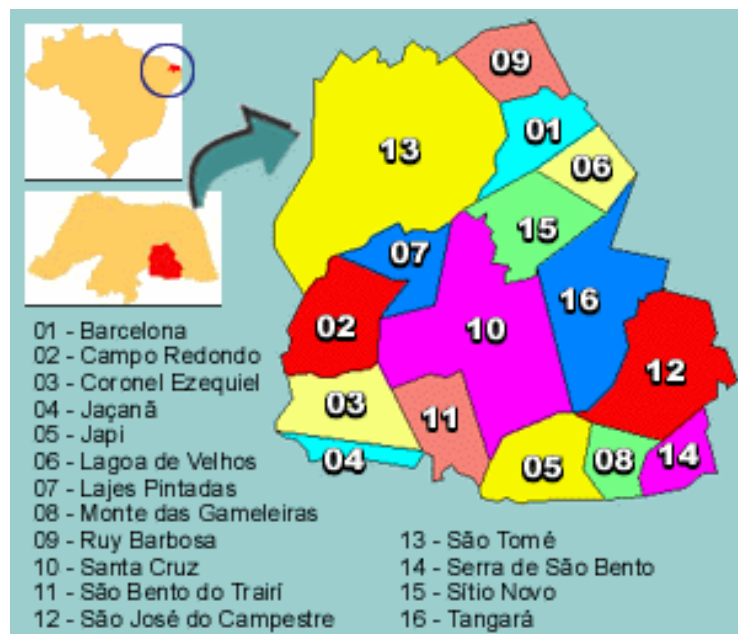 09
01
13
06
15
07
16
02
10
12
03
11
04
05
08
14
01 - Barcelona
02 - Campo Redondo
03 - Coronel Ezequiel
04 - Jaçanã
05 - Japi
06 - Lagoa de Velhos
07 - Lajes Pintadas
08 - Monte das Gameleiras
09 - Ruy Barbosa
10 - Santa Cruz
11 - São Bento do Trairí
12 - São José do Campestre
13 - São Tomé
14 - Serra de São Bento
15 - Sítio Novo
16 - Tangará